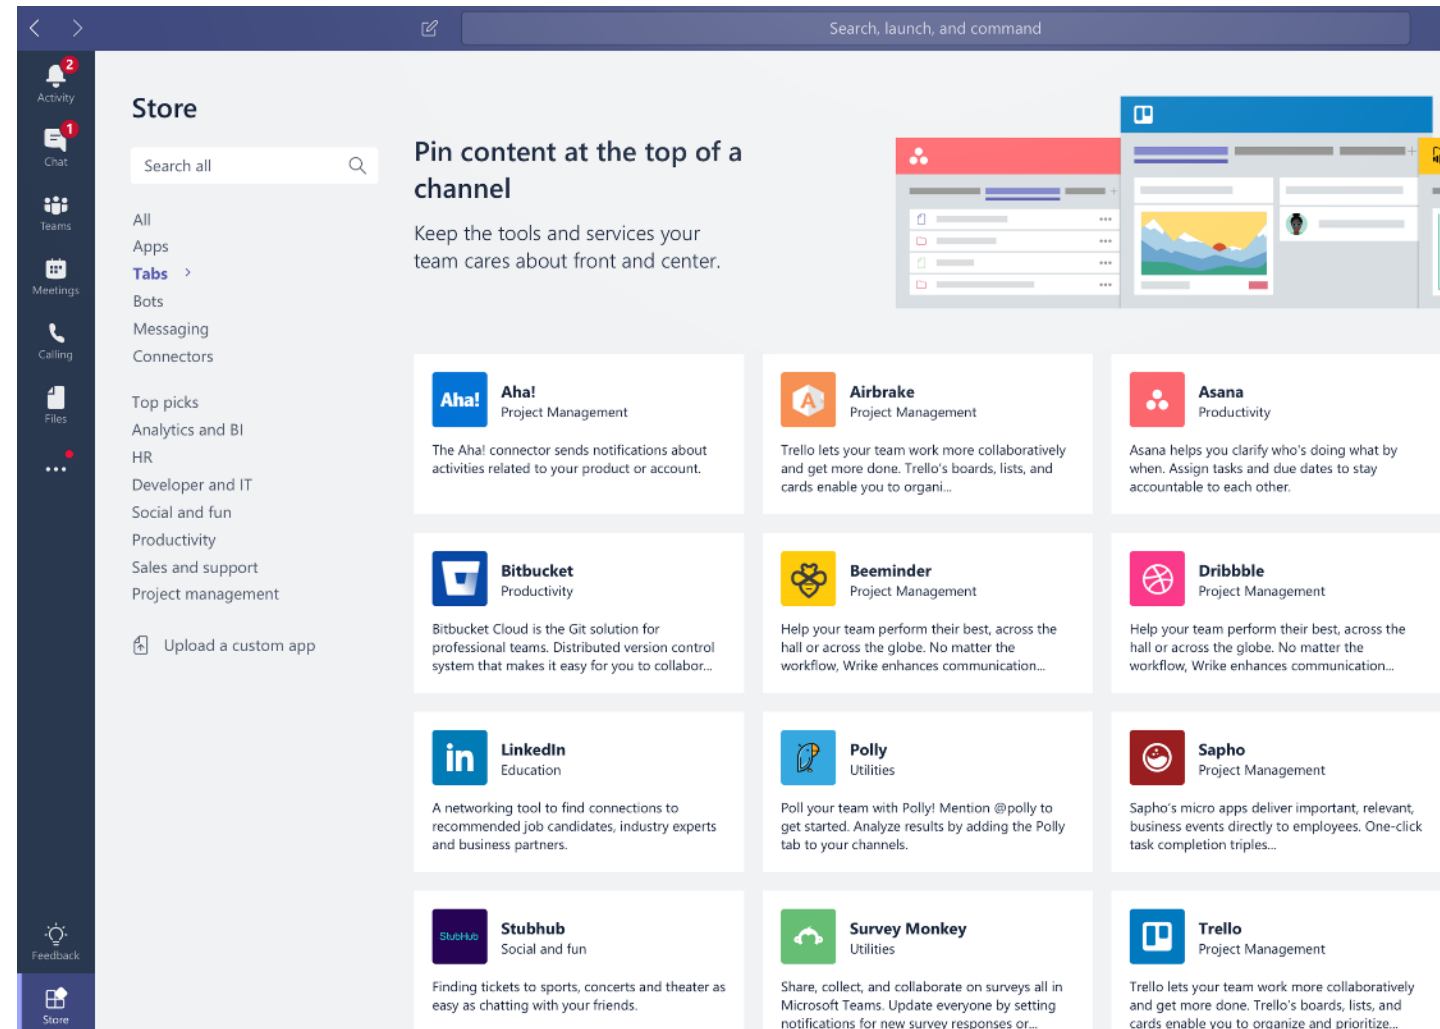 Search, launch, and command
2
Activity
1
Chat
Teams
Meetings
Calling
Files
Feedback
Store
Store
Search all
All
Apps
Tabs
Bots
Messaging
Connectors
Top picks
Analytics and BI
HR
Developer and IT
Social and fun
Productivity
Sales and support
Project management
Upload a custom app
Pin content at the top of a
channel
Keep the tools and services your
team cares about front and center.
Aha!
Aha!
Project Management
The Aha! connector sends notifications about
activities related to your product or account.
Airbrake
Project Management
Trello lets your team work more collaboratively
and get more done. Trello's boards, lists, and
cards enable you to organi...
Asana
Productivity
Asana helps you clarify who's doing what by
when. Assign tasks and due dates to stay
accountable to each other.
Bitbucket
Productivity
Bitbucket Cloud is the Git solution for
professional teams. Distributed version control
system that makes it easy for you to collabor...
Beeminder
Project Management
Help your team perform their best, across the
hall or across the globe. No matter the
workflow, Wrike enhances communication...
Dribbble
Project Management
Help your team perform their best, across the
hall or across the globe. No matter the
workflow, Wrike enhances communication...
in
LinkedIn
Education
A networking tool to find connections to
recommended job candidates, industry experts
and business partners.
Polly
Utilities
Poll your team with Polly! Mention @polly to
get started. Analyze results by adding the Polly
tab to your channels.
Sapho
Project Management
Sapho's micro apps deliver important, relevant,
business events directly to employees. One-click
task completion triples...
StubHub
Stubhub
Social and fun
Finding tickets to sports, concerts and theater as
easy as chatting with your friends.
Survey Monkey
Utilities
Share, collect, and collaborate on surveys all in
Microsoft Teams. Update everyone by setting
notifications for new survey responses or...
Trello
Project Management
Trello lets your team work more collaboratively
and get more done. Trello's boards, lists, and
cards enable you to organize and prioritize...